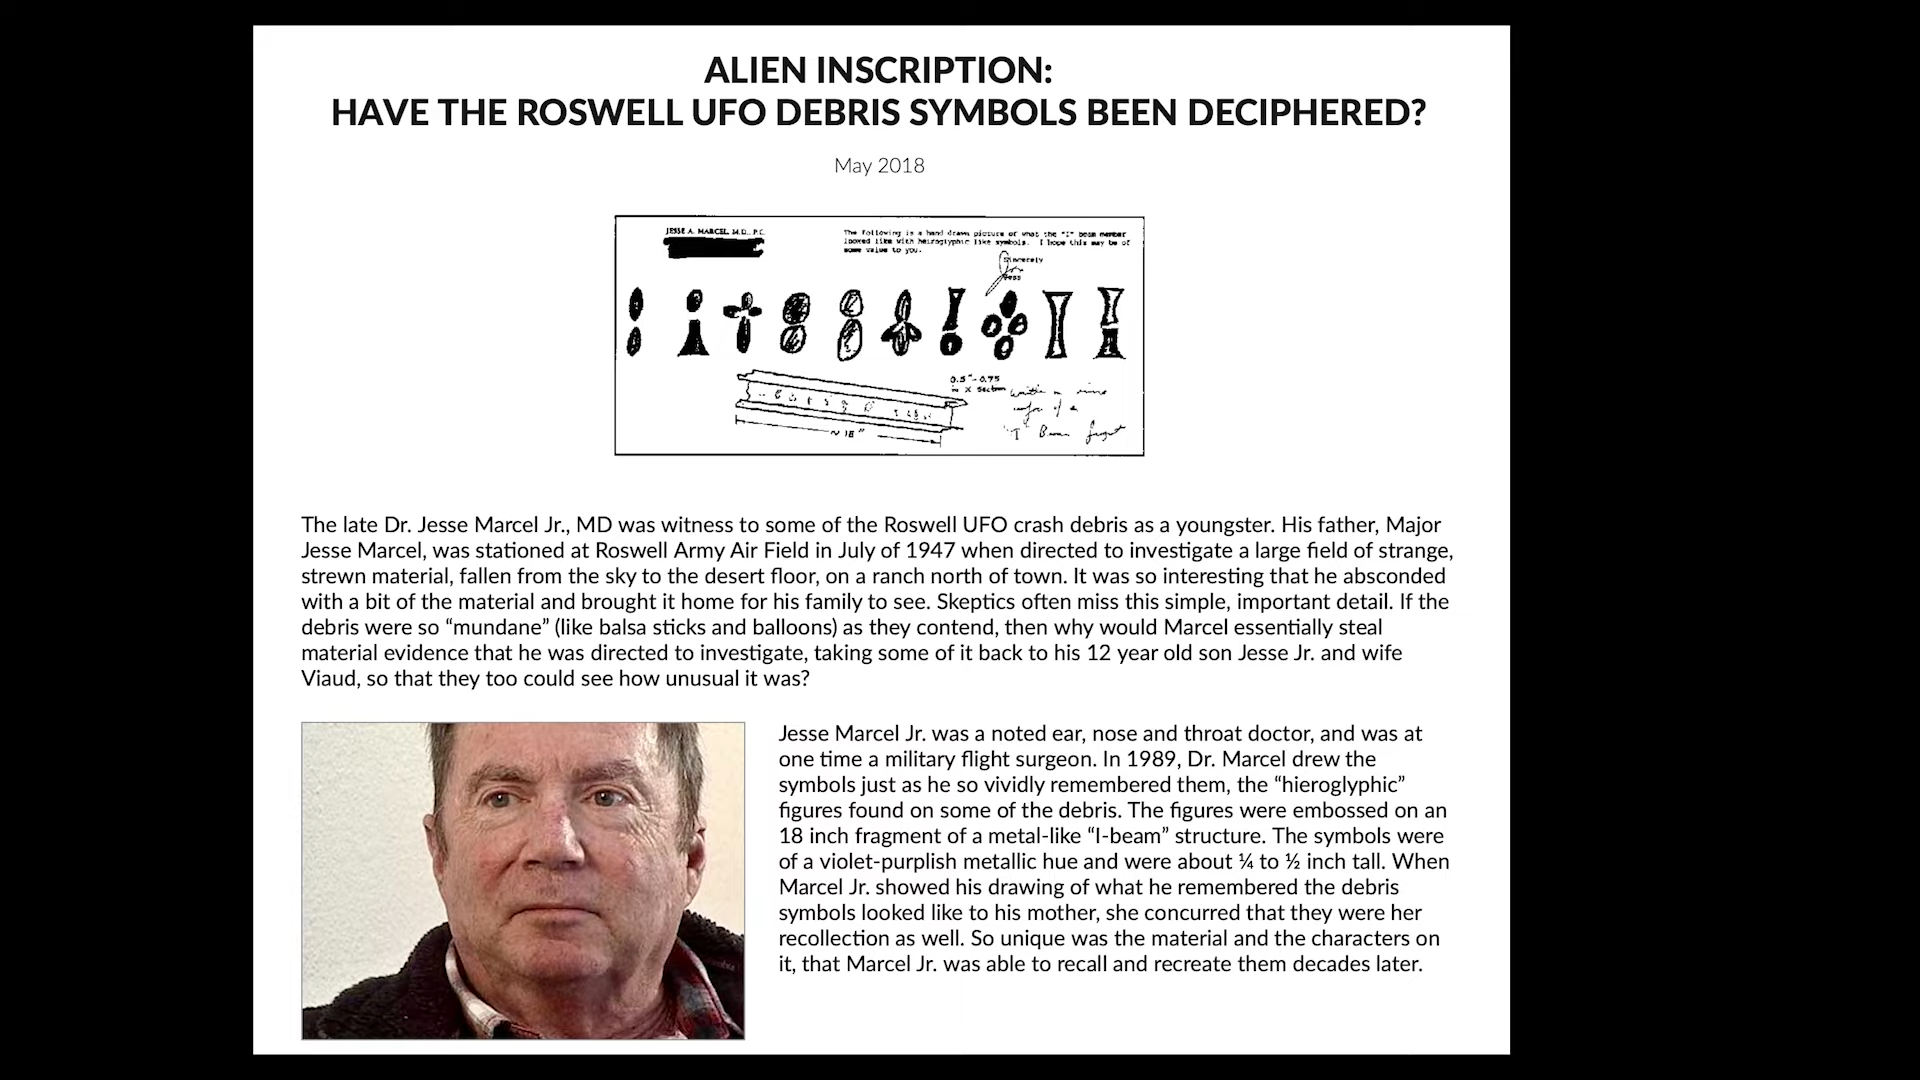 ALIEN INSCRIPTION:
HAVE THE ROSWELL UFO DEBRIS SYMBOLS BEEN DECIPHERED?
May 2018
JESSE A. MARCEL, M.D., P.C.
The following is a hand drawn picture of what the "I" beam member
looked like with heiroglyphic like symbols. I hope this may be of
some value to you.
Sincerely
Jess
0.5"-0.75
in X Section
~ 18"
"I" Beam
The late Dr. Jesse Marcel Jr., MD was witness to some of the Roswell UFO crash debris as a youngster. His father, Major
Jesse Marcel, was stationed at Roswell Army Air Field in July of 1947 when directed to investigate a large field of strange,
strewn material, fallen from the sky to the desert floor, on a ranch north of town. It was so interesting that he absconded
with a bit of the material and brought it home for his family to see. Skeptics often miss this simple, important detail. If the
debris were so “mundane” (like balsa sticks and balloons) as they contend, then why would Marcel essentially steal
material evidence that he was directed to investigate, taking some of it back to his 12 year old son Jesse Jr. and wife
Viaud, so that they too could see how unusual it was?
Jesse Marcel Jr. was a noted ear, nose and throat doctor, and was at
one time a military flight surgeon. In 1989, Dr. Marcel drew the
symbols just as he so vividly remembered them, the “hieroglyphic”
figures found on some of the debris. The figures were embossed on an
18 inch fragment of a metal-like “I-beam” structure. The symbols were
of a violet-purplish metallic hue and were about ¼ to ½ inch tall. When
Marcel Jr. showed his drawing of what he remembered the debris
symbols looked like to his mother, she concurred that they were her
recollection as well. So unique was the material and the characters on
it, that Marcel Jr. was able to recall and recreate them decades later.